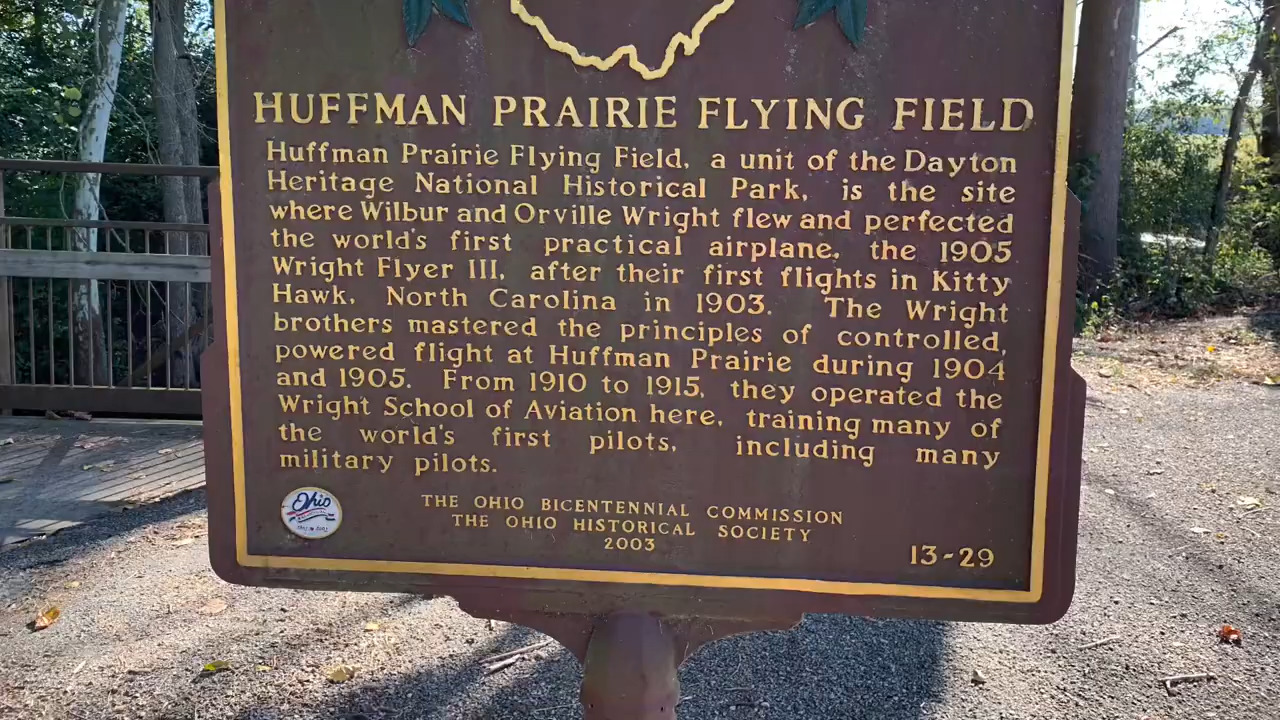 HUFFMAN PRAIRIE FLYING FIELD
Huffman Prairie Flying Field, a unit of the Dayton
Heritage National Historical Park, is the site
where Wilbur and Orville Wright flew and perfected
the world's first practical airplane, the 1905
Wright Flyer III, after their first flights in Kitty
Hawk, North Carolina in 1903. The Wright
brothers mastered the principles of controlled,
powered flight at Huffman Prairie during 1904
and 1905. From 1910 to 1915, they operated the
Wright School of Aviation here, training many of
the world's first pilots, including many
military pilots.
Ohio
THE OHIO BICENTENNIAL COMMISSION
THE OHIO HISTORICAL SOCIETY
2003
13-29